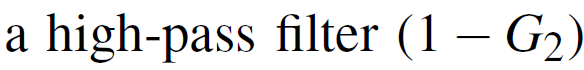 a high-pass filter (1 − G₂)